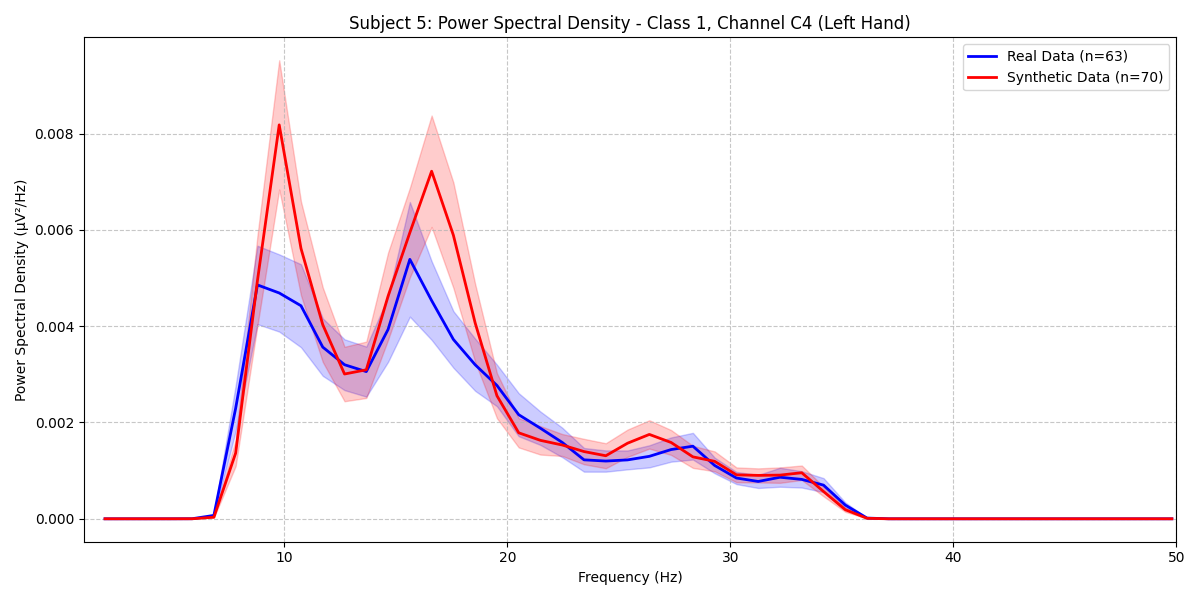 Subject 5: Power Spectral Density - Class 1, Channel C4 (Left Hand)
Real Data (n=63)
Synthetic Data (n=70)
Power Spectral Density (µV²/Hz)
0.008
0.006
0.004
0.002
0.000
10
20
30
40
50
Frequency (Hz)